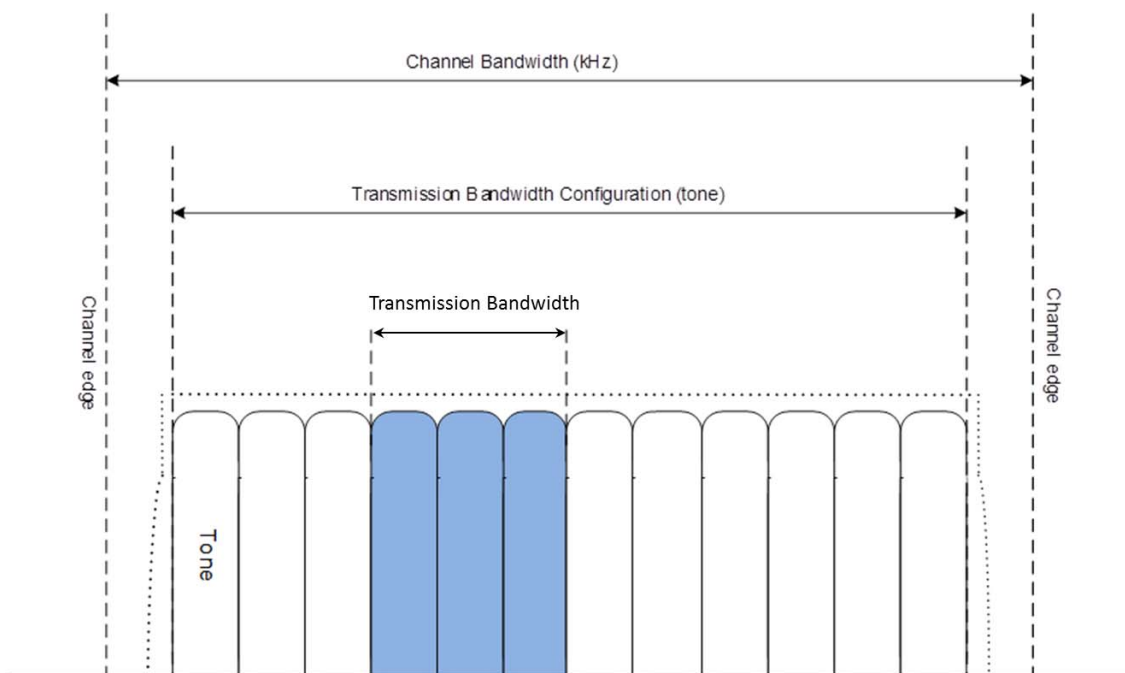 Channel Bandwidth (kHz)
Transmission Bandwidth Configuration (tone)
Transmission Bandwidth
Channel edge
Channel edge
Tone